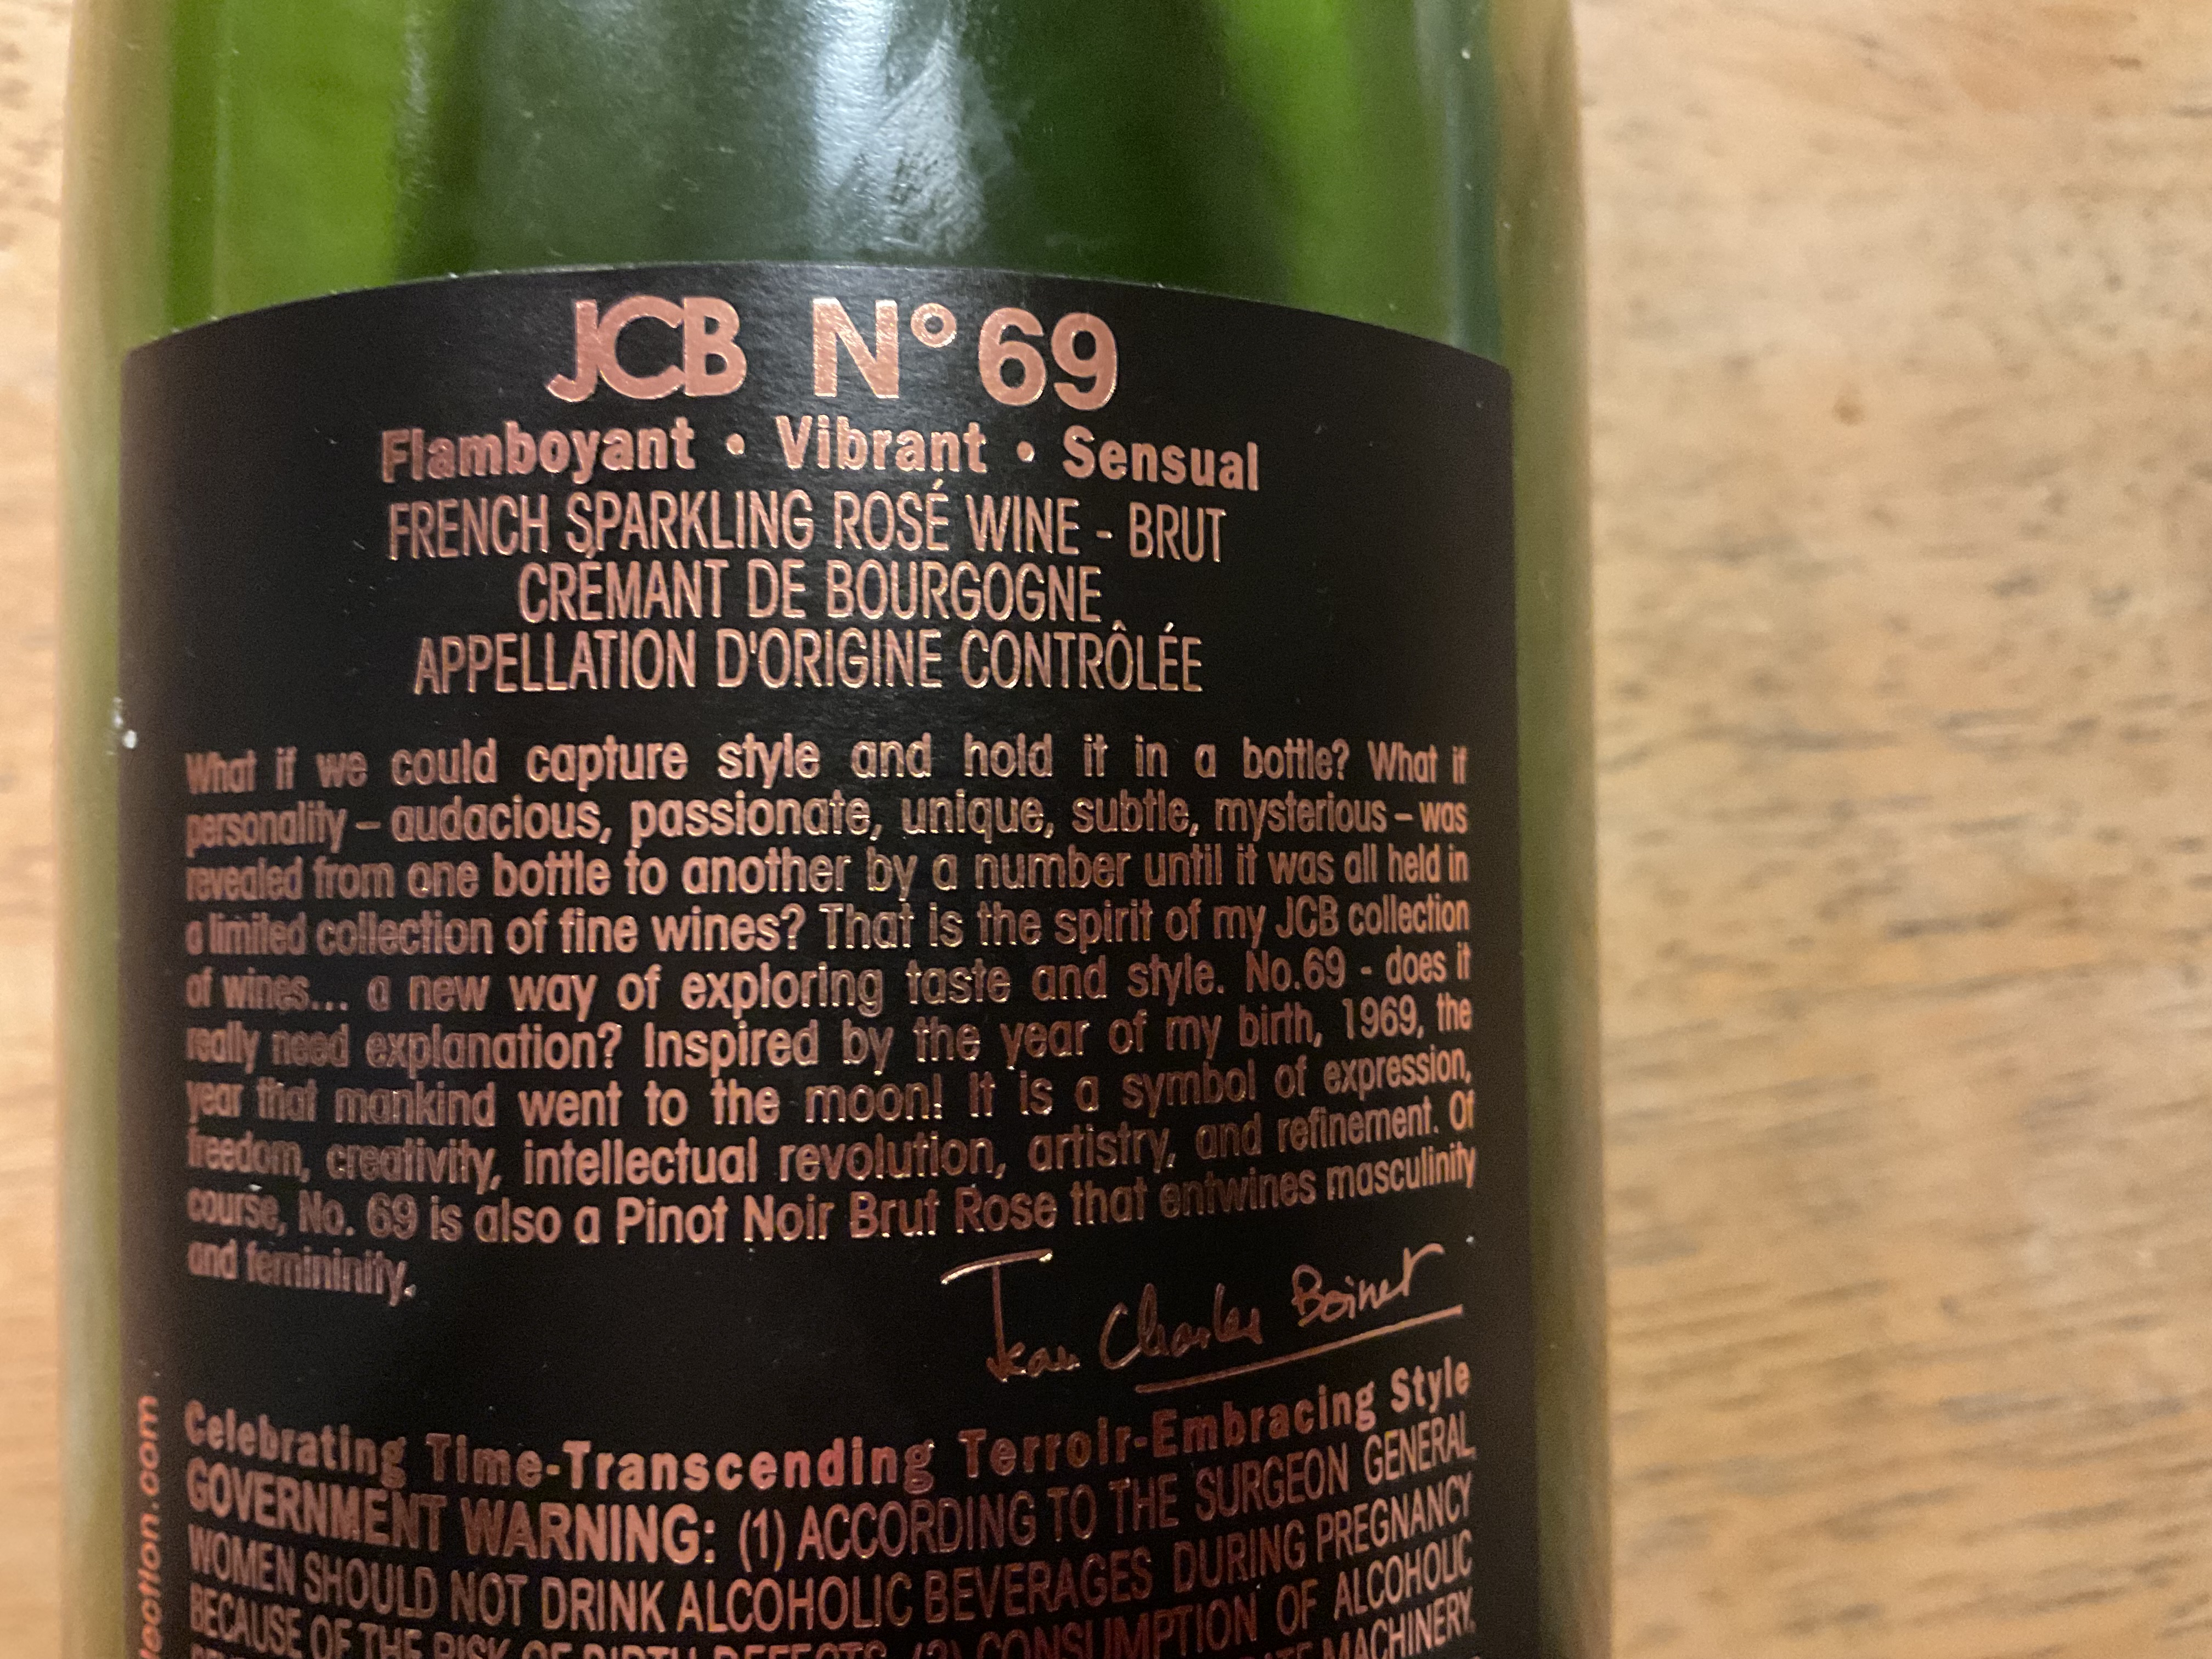 JCB N° 69
Flamboyant • Vibrant • Sensual
FRENCH SPARKLING ROSÉ WINE - BRUT
CRÉMANT DE BOURGOGNE
APPELLATION D'ORIGINE CONTRÔLÉE
What if we could capture style and hold it in a bottle? What if
personality – audacious, passionate, unique, subtle, mysterious – was
revealed from one bottle to another by a number until it was all held in
a limited collection of fine wines? That is the spirit of my JCB collection
of wines... a new way of exploring taste and style. No.69 - does it
really need explanation? Inspired by the year of my birth, 1969, the
year that mankind went to the moon! It is a symbol of expression,
freedom, creativity, intellectual revolution, artistry, and refinement. Of
course, No. 69 is also a Pinot Noir Brut Rose that entwines masculinity
and femininity.
Jean Charles Boisset
Celebrating Time-Transcending Terroir-Embracing Style
GOVERNMENT WARNING: (1) ACCORDING TO THE SURGEON GENERAL,
WOMEN SHOULD NOT DRINK ALCOHOLIC BEVERAGES DURING PREGNANCY
BECAUSE OF THE RISK OF BIRTH DEFECTS. (2) CONSUMPTION OF ALCOHOLIC
MACHINERY,